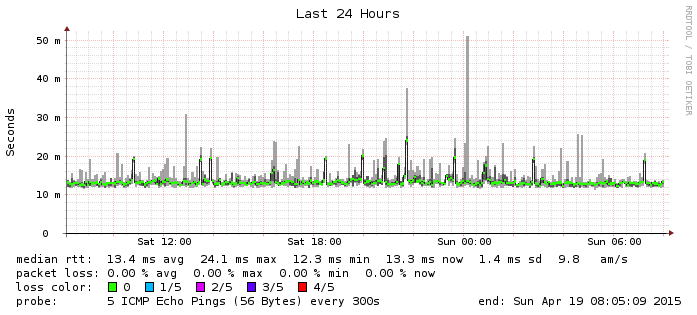 Last 24 Hours
RRDTOOL / TOBI OETIKER
Seconds
50 m
40 m
30 m
20 m
10 m
0
Sat 12:00 Sat 18:00 Sun 00:00 Sun 06:00
median rtt: 13.4 ms avg 24.1 ms max 12.3 ms min 13.3 ms now 1.4 ms sd 9.8 am/s
packet loss: 0.00 % avg 0.00 % max 0.00 % min 0.00 % now
loss color: 0 1/5 2/5 3/5 4/5
probe: 5 ICMP Echo Pings (56 Bytes) every 300s end: Sun Apr 19 08:05:09 2015